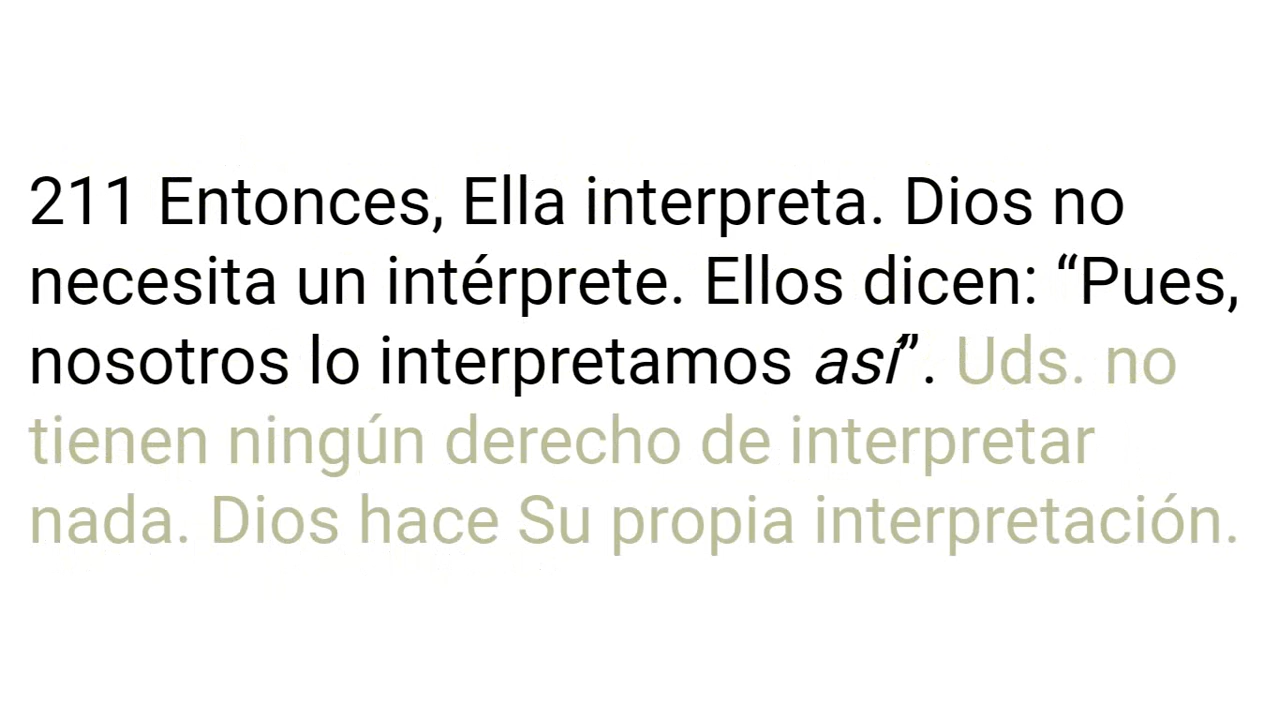 211 Entonces, Ella interpreta. Dios no
necesita un intérprete. Ellos dicen: “Pues,
nosotros lo interpretamos así”. Uds. no
tienen ningún derecho de interpretar
nada. Dios hace Su propia interpretación.